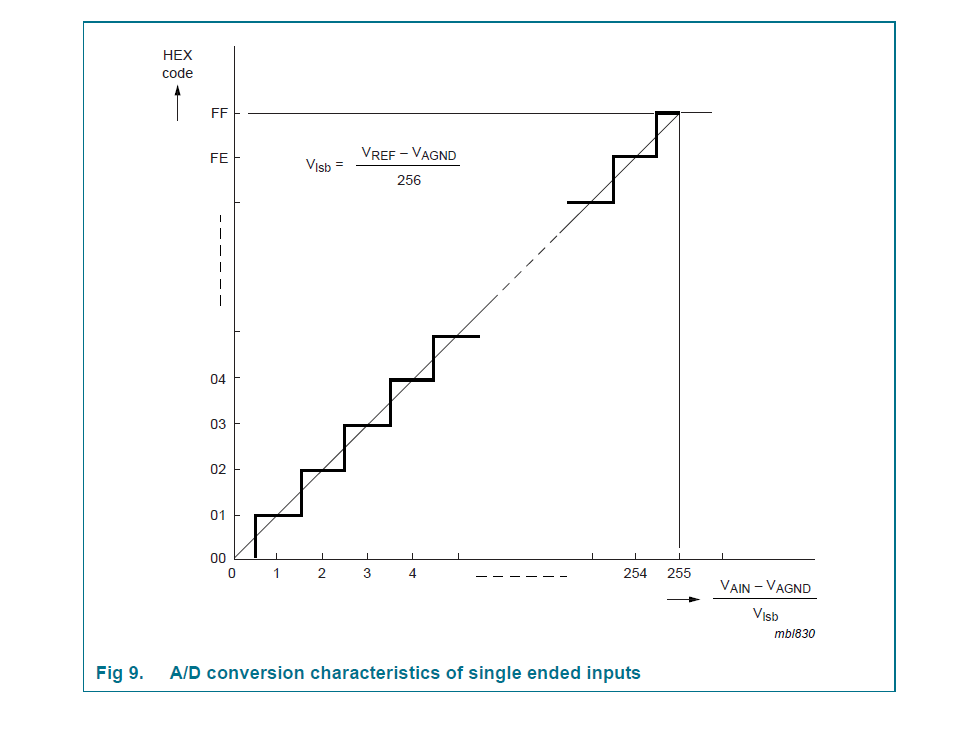 HEX
code
FF
FE
Vlsb = VREF – VAGND
256
04
03
02
01
00
0 1 2 3 4 254 255
VAIN – VAGND
Vlsb
mbl830
Fig 9. A/D conversion characteristics of single ended inputs